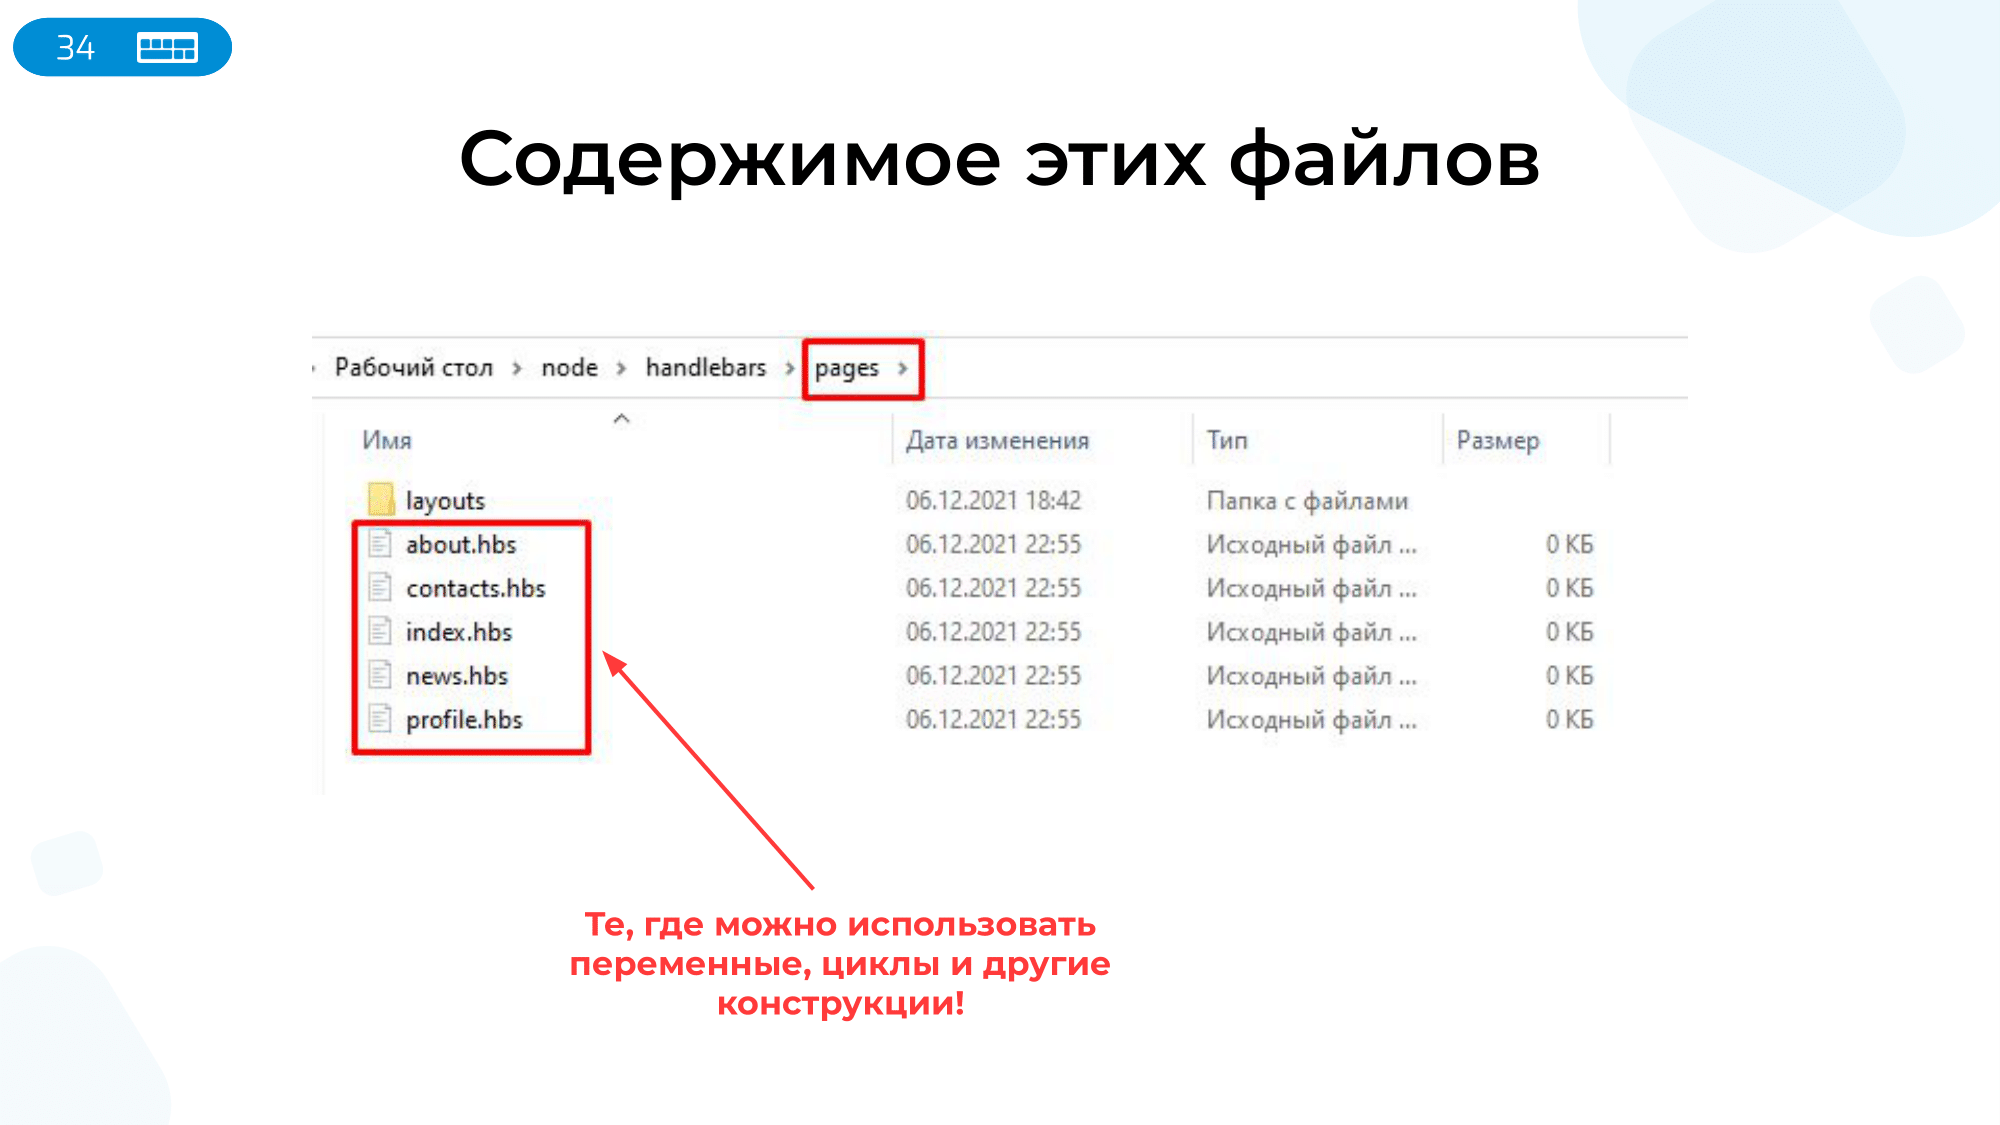 34
Содержимое этих файлов
Рабочий стол > node > handlebars > pages >
Имя Дата изменения Тип Размер
layouts 06.12.2021 18:42 Папка с файлами
about.hbs 06.12.2021 22:55 Исходный файл ... 0 КБ
contacts.hbs 06.12.2021 22:55 Исходный файл ... 0 КБ
index.hbs 06.12.2021 22:55 Исходный файл ... 0 КБ
news.hbs 06.12.2021 22:55 Исходный файл ... 0 КБ
profile.hbs 06.12.2021 22:55 Исходный файл ... 0 КБ
Те, где можно использовать
переменные, циклы и другие
конструкции!